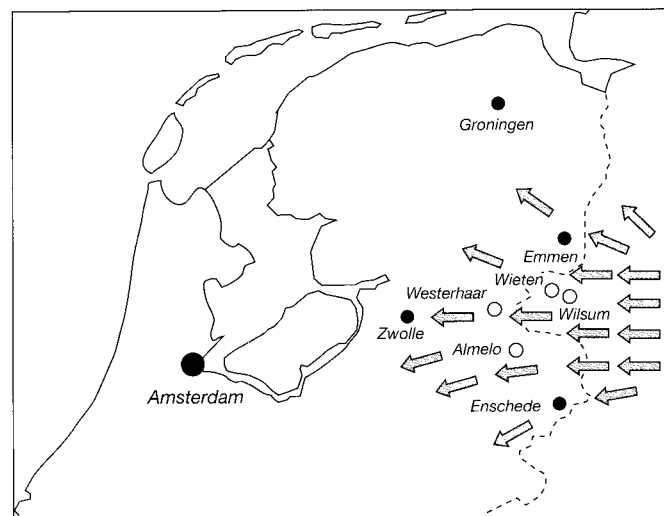 Groningen
Emmen
Wieten
Westerhaar
Wilsum
Zwolle
Almelo
Amsterdam
Enschede